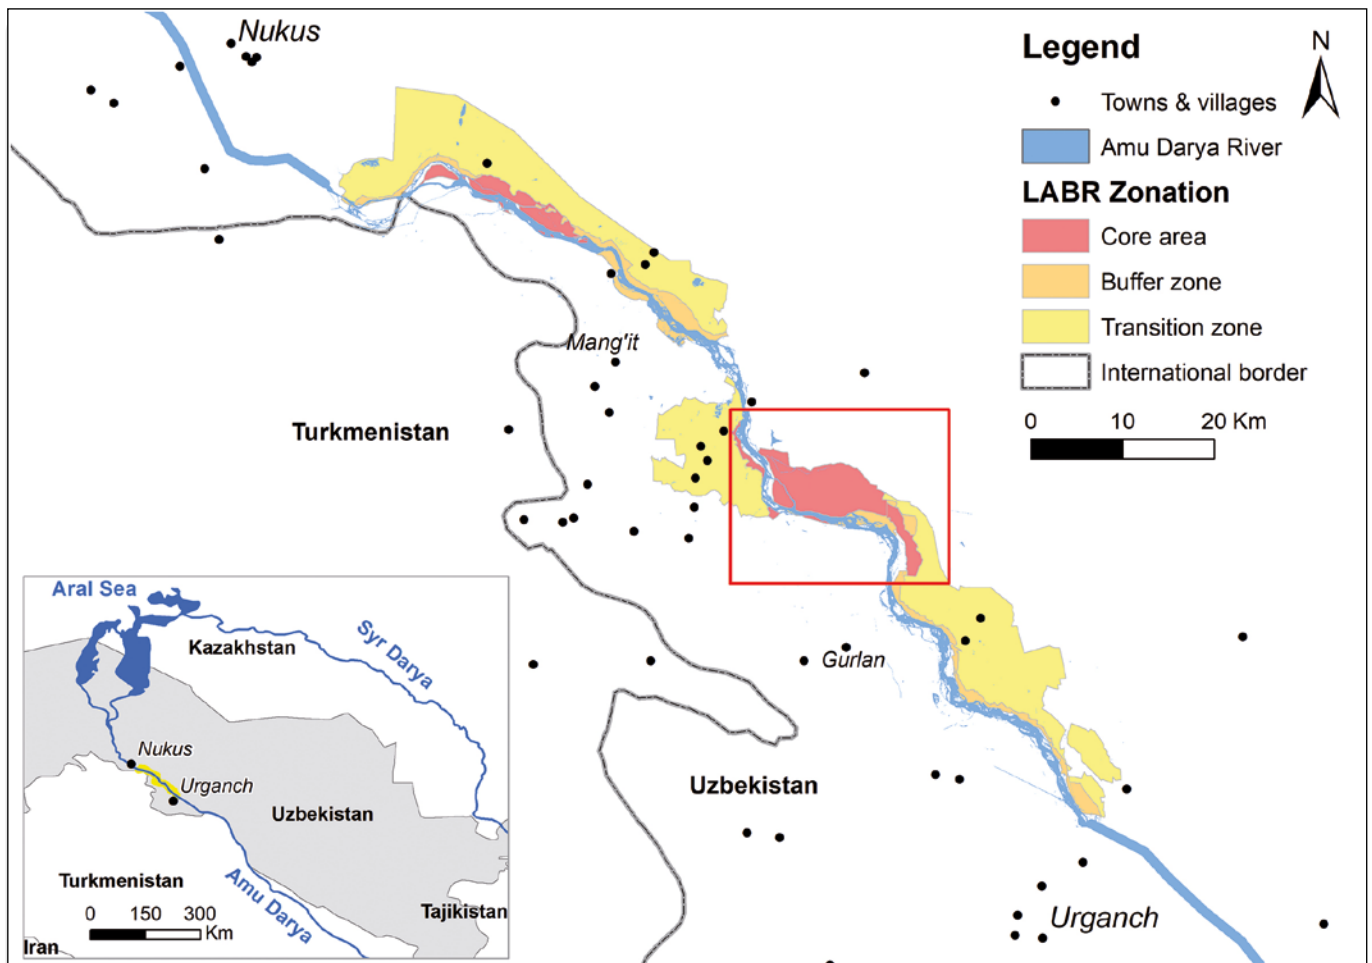 Nukus
Legend
N
Towns & villages
Amu Darya River
LABR Zonation
Core area
Buffer zone
Transition zone
International border
0 10 20 Km
Mang'it
Turkmenistan
Gurlan
Uzbekistan
Urganch
Aral Sea
Kazakhstan
Syr Darya
Nukus
Urganch
Uzbekistan
Turkmenistan
Amu Darya
0 150 300
Km
Tajikistan
Iran